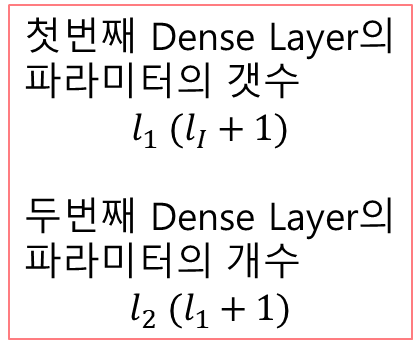 첫번째 Dense Layer의
파라미터의 갯수
l₁ (l_I + 1)
두번째 Dense Layer의
파라미터의 개수
l₂ (l₁ + 1)